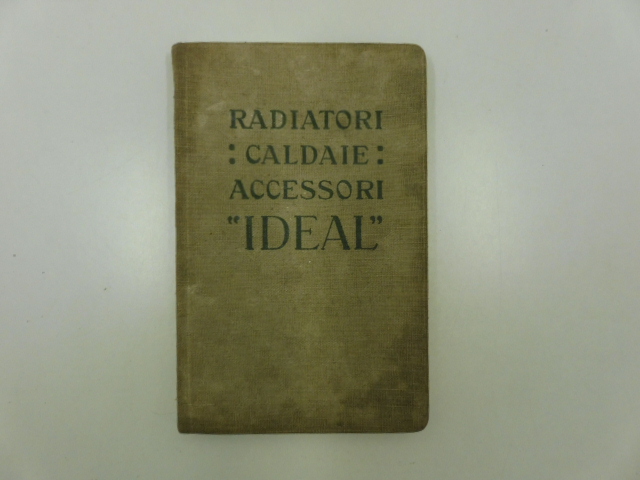 RADIATORI
: CALDAIE :
ACCESSORI
"IDEAL"